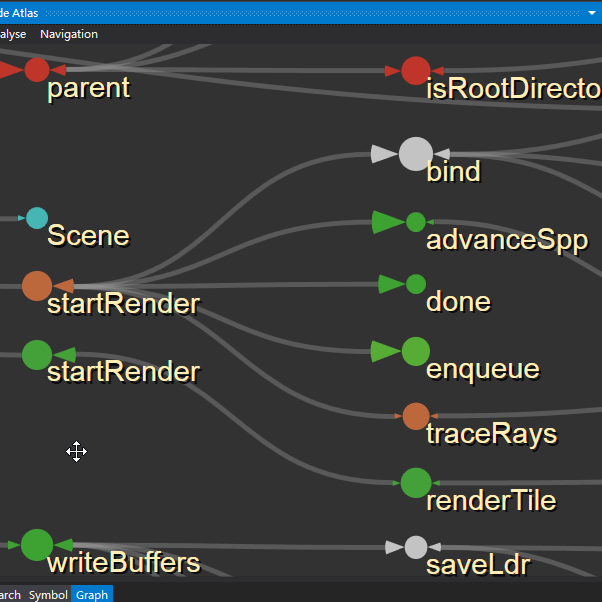 de Atlas
alyse Navigation
parent
isRootDirecto
bind
Scene
advanceSpp
startRender
done
startRender
enqueue
traceRays
renderTile
writeBuffers
saveLdr
arch Symbol Graph